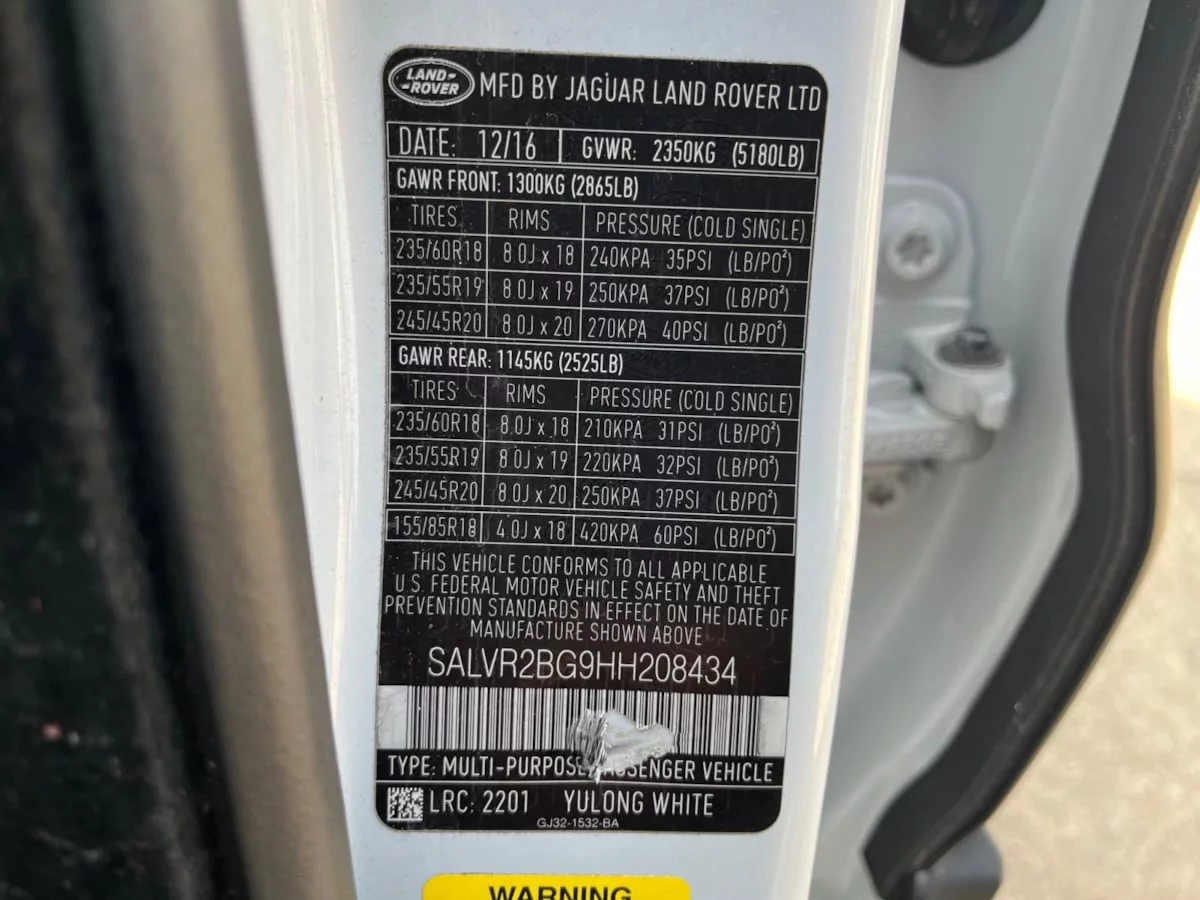 LAND-
-ROVER
MFD BY JAGUAR LAND ROVER LTD
DATE: 12/16 GVWR: 2350KG (5180LB)
GAWR FRONT: 1300KG (2865LB)
TIRES RIMS PRESSURE (COLD SINGLE)
235/60R18 8.0J x 18 240KPA 35PSI (LB/PO²)
235/55R19 8.0J x 19 250KPA 37PSI (LB/PO²)
245/45R20 8.0J x 20 270KPA 40PSI (LB/PO²)
GAWR REAR: 1145KG (2525LB)
TIRES RIMS PRESSURE (COLD SINGLE)
235/60R18 8.0J x 18 210KPA 31PSI (LB/PO²)
235/55R19 8.0J x 19 220KPA 32PSI (LB/PO²)
245/45R20 8.0J x 20 250KPA 37PSI (LB/PO²)
155/85R18 4.0J x 18 420KPA 60PSI (LB/PO²)
THIS VEHICLE CONFORMS TO ALL APPLICABLE
U.S. FEDERAL MOTOR VEHICLE SAFETY AND THEFT
PREVENTION STANDARDS IN EFFECT ON THE DATE OF
MANUFACTURE SHOWN ABOVE
SALVR2BG9HH208434
TYPE: MULTI-PURPOSE VEHICLE
LRC: 2201 YULONG WHITE
GJ32-1532-BA
WARNING